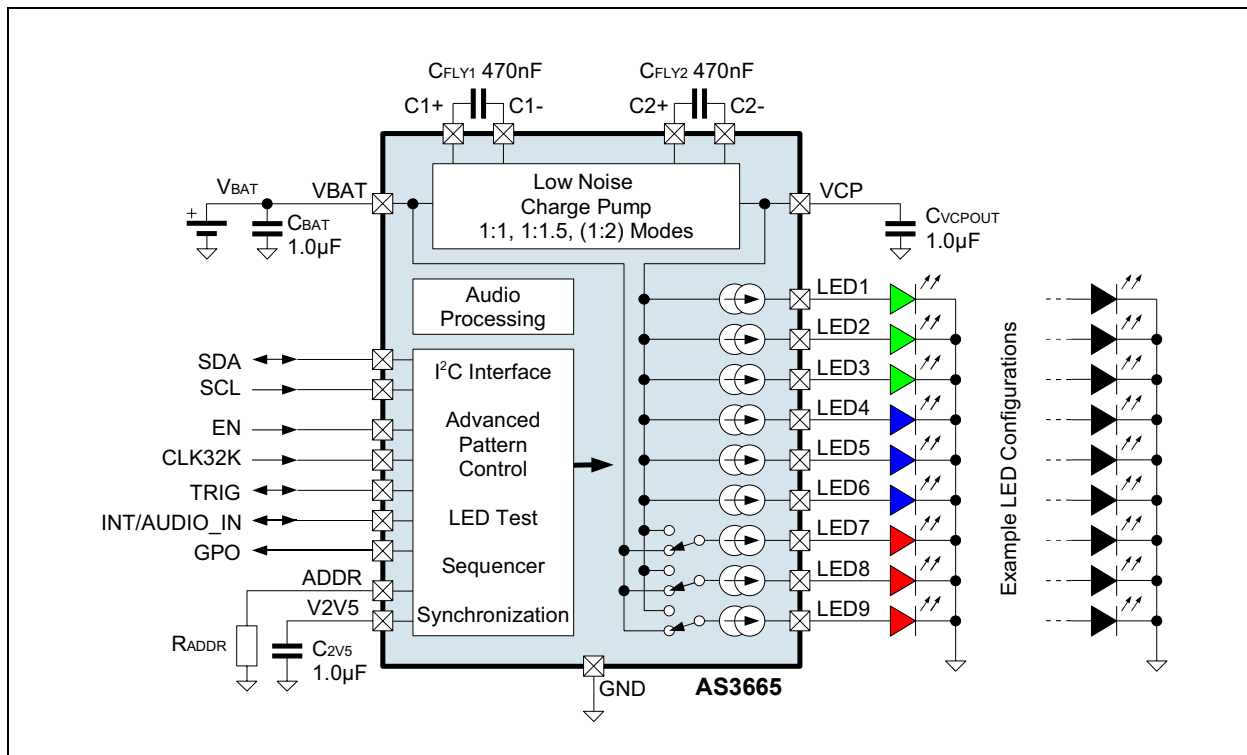 CFLY1 470nF
CFLY2 470nF
C1+
C1-
C2+
C2-
VBAT
VBAT
Low Noise
Charge Pump
1:1, 1:1.5, (1:2) Modes
VCP
+
CBAT
1.0µF
CVCPOUT
1.0µF
Audio
Processing
LED1
LED2
LED3
LED4
LED5
LED6
LED7
LED8
LED9
Example LED Configurations
SDA
SCL
EN
CLK32K
TRIG
INT/AUDIO_IN
GPO
ADDR
V2V5
I²C Interface
Advanced
Pattern
Control
LED Test
Sequencer
Synchronization
RADDR
C2V5
1.0µF
GND
AS3665